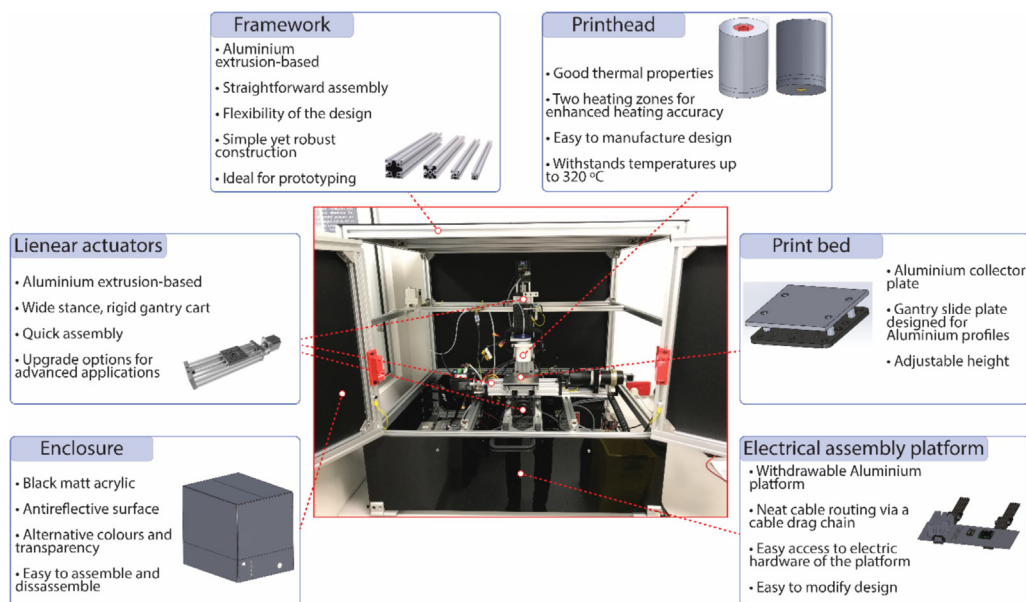 Framework
• Aluminium
extrusion-based
• Straightforward assembly
• Flexibility of the design
• Simple yet robust
construction
• Ideal for prototyping
Printhead
• Good thermal properties
• Two heating zones for
enhanced heating accuracy
• Easy to manufacture design
• Withstands temperatures up
to 320 ºC
Lienear actuators
• Aluminium extrusion-based
• Wide stance, rigid gantry cart
• Quick assembly
• Upgrade options for
advanced applications
Print bed
• Aluminium collector
plate
• Gantry slide plate
designed for
Aluminium profiles
• Adjustable height
Enclosure
• Black matt acrylic
• Antireflective surface
• Alternative colours and
transparency
• Easy to assemble and
dissassemble
Electrical assembly platform
• Withdrawable Aluminium
platform
• Neat cable routing via a
cable drag chain
• Easy access to electric
hardware of the platform
• Easy to modify design